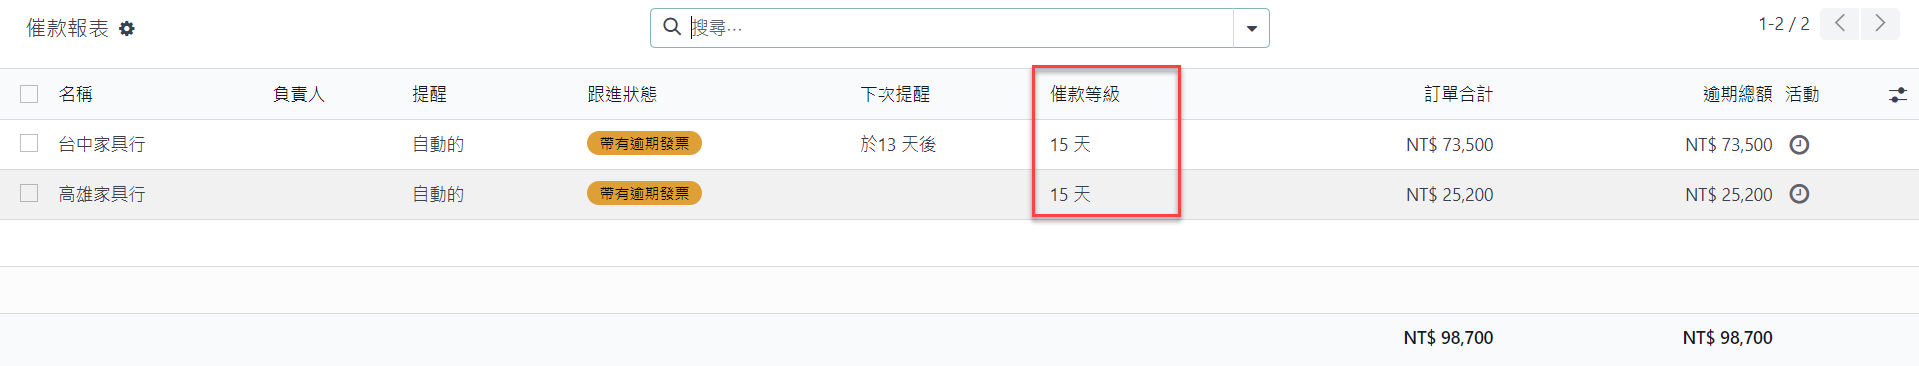 催款報表
搜尋...
1-2 / 2
名稱 負責人 提醒 跟進狀態 下次提醒 催款等級 訂單合計 逾期總額 活動
台中家具行 自動的 帶有逾期發票 於13 天後 15 天 NT$ 73,500 NT$ 73,500
高雄家具行 自動的 帶有逾期發票 15 天 NT$ 25,200 NT$ 25,200
NT$ 98,700 NT$ 98,700